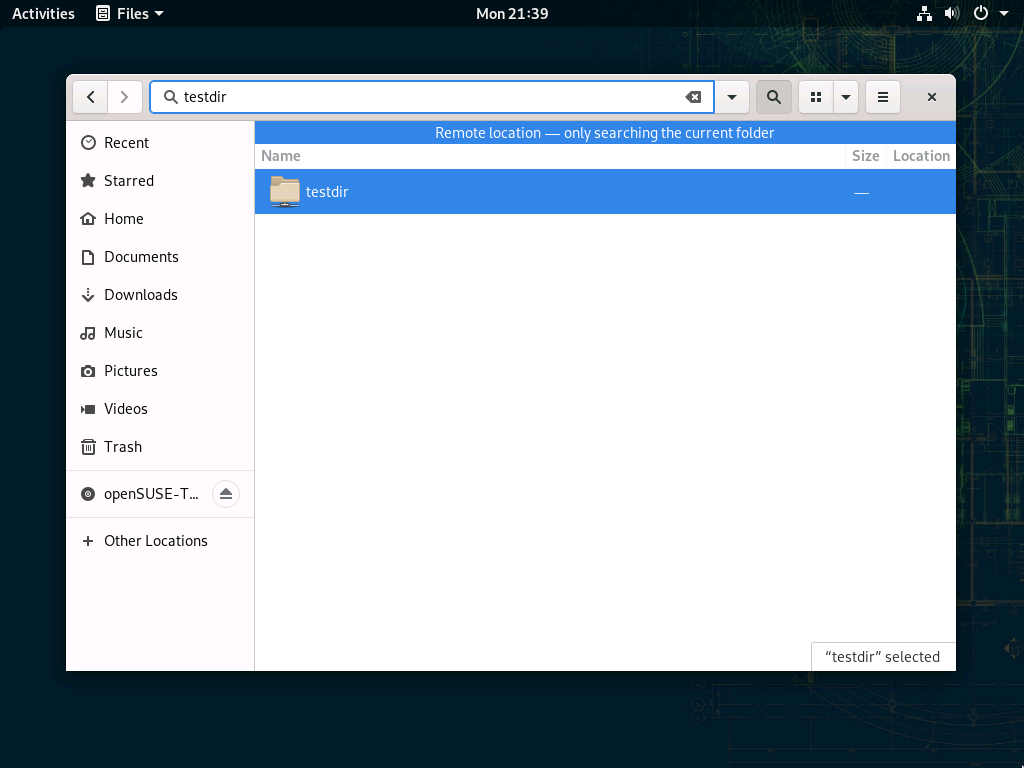 Activities Files Mon 21:39
testdir
Remote location — only searching the current folder
Name Size Location
testdir —
Recent
Starred
Home
Documents
Downloads
Music
Pictures
Videos
Trash
openSUSE-T...
Other Locations
“testdir” selected